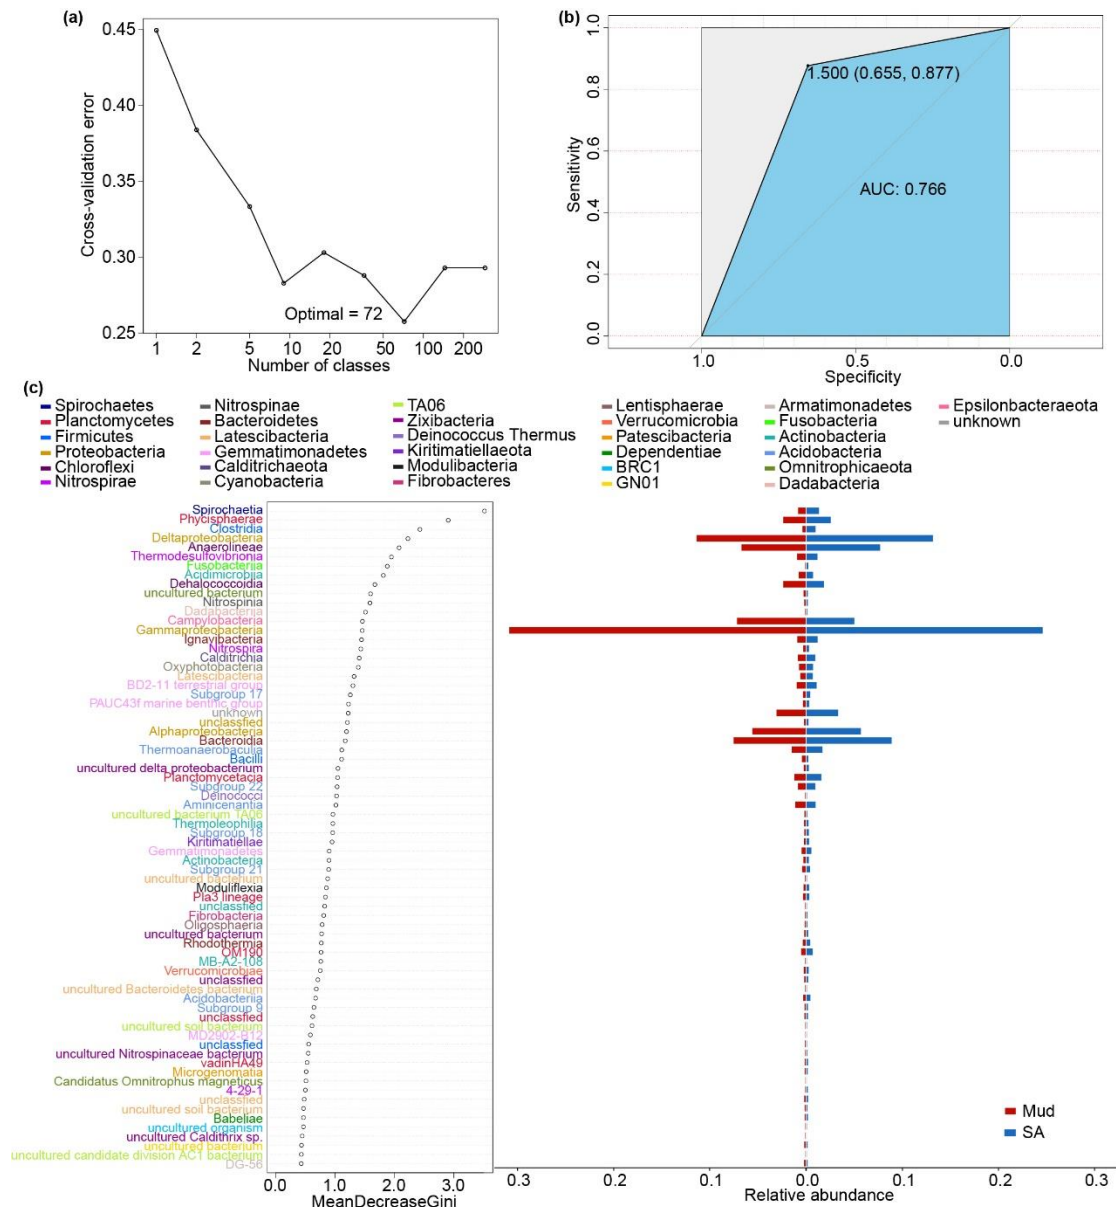 (a)
0.45
0.40
0.35
0.30
0.25
Cross-validation error
Optimal = 72
1 2 5 10 20 50 100 200
Number of classes
(b)
1.0
0.8
0.6
0.4
0.2
0.0
Sensitivity
1.500 (0.655, 0.877)
AUC: 0.766
1.0 0.5 0.0
Specificity
(c)
Spirochaetes
Planctomycetes
Firmicutes
Proteobacteria
Chloroflexi
Nitrospirae
Nitrospinae
Bacteroidetes
Latescibacteria
Gemmatimonadetes
Calditrichaeota
Cyanobacteria
TA06
Zixibacteria
Deinococcus Thermus
Kiritimatiellaeota
Modulibacteria
Fibrobacteres
Lentisphaerae
Verrucomicrobia
Patescibacteria
Dependentiae
BRC1
GN01
Armatimonadetes
Fusobacteria
Actinobacteria
Acidobacteria
Omnitrophicaeota
Dadabacteria
Epsilonbacteraeota
unknown
Spirochaetia
Phycisphaerae
Clostridia
Deltaproteobacteria
Anaerolineae
Thermodesulfovibrionia
Fusobacteriia
Acidimicrobiia
Dehalococcoidia
uncultured bacterium
Nitrospinia
Dadabacteriia
Campylobacteria
Gammaproteobacteria
Ignavibacteria
Nitrospira
Calditrichia
Oxyphotobacteria
Latescibacteria
BD2-11 terrestrial group
Subgroup 17
PAUC43f marine benthic group
unknown
unclassfied
Alphaproteobacteria
Bacteroidia
Thermoanaerobaculia
Bacilli
uncultured delta proteobacterium
Planctomycetacia
Subgroup 22
Deinococci
Aminicenantia
uncultured bacterium TA06
Thermoleophilia
Subgroup 18
Kiritimatiellae
Gemmatimonadetes
Actinobacteria
Subgroup 21
uncultured bacterium
Moduliflexia
Pla3 lineage
unclassfied
Fibrobacteria
Oligosphaeria
uncultured bacterium
Rhodothermia
OM190
MB-A2-108
Verrucomicrobiae
unclassfied
uncultured Bacteroidetes bacterium
Acidobacteriia
Subgroup 9
unclassfied
uncultured soil bacterium
MD2902-B12
unclassfied
uncultured Nitrospinaceae bacterium
vadinHA49
Microgenomatia
Candidatus Omnitrophus magneticus
4-29-1
unclassfied
uncultured soil bacterium
Babeliae
uncultured organism
uncultured Caldithrix sp.
uncultured bacterium
uncultured candidate division AC1 bacterium
DG-56
0.0 1.0 2.0 3.0
MeanDecreaseGini
Mud
SA
0.3 0.2 0.1 0.0 0.1 0.2 0.3
Relative abundance